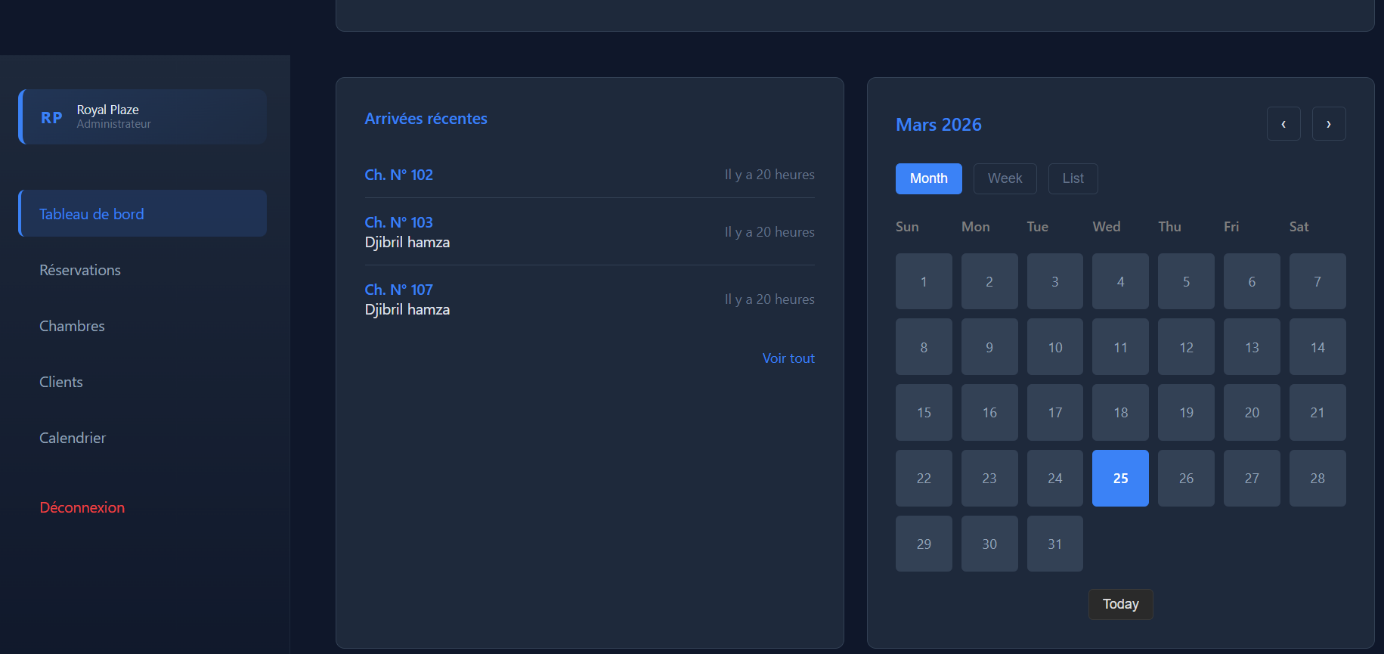 RP
Royal Plaze
Administrateur
Tableau de bord
Réservations
Chambres
Clients
Calendrier
Déconnexion
Arrivées récentes
Ch. N° 102 Il y a 20 heures
Ch. N° 103
Djibril hamza Il y a 20 heures
Ch. N° 107
Djibril hamza Il y a 20 heures
Voir tout
Mars 2026 ‹ ›
Month Week List
Sun Mon Tue Wed Thu Fri Sat
1 2 3 4 5 6 7
8 9 10 11 12 13 14
15 16 17 18 19 20 21
22 23 24 25 26 27 28
29 30 31
Today